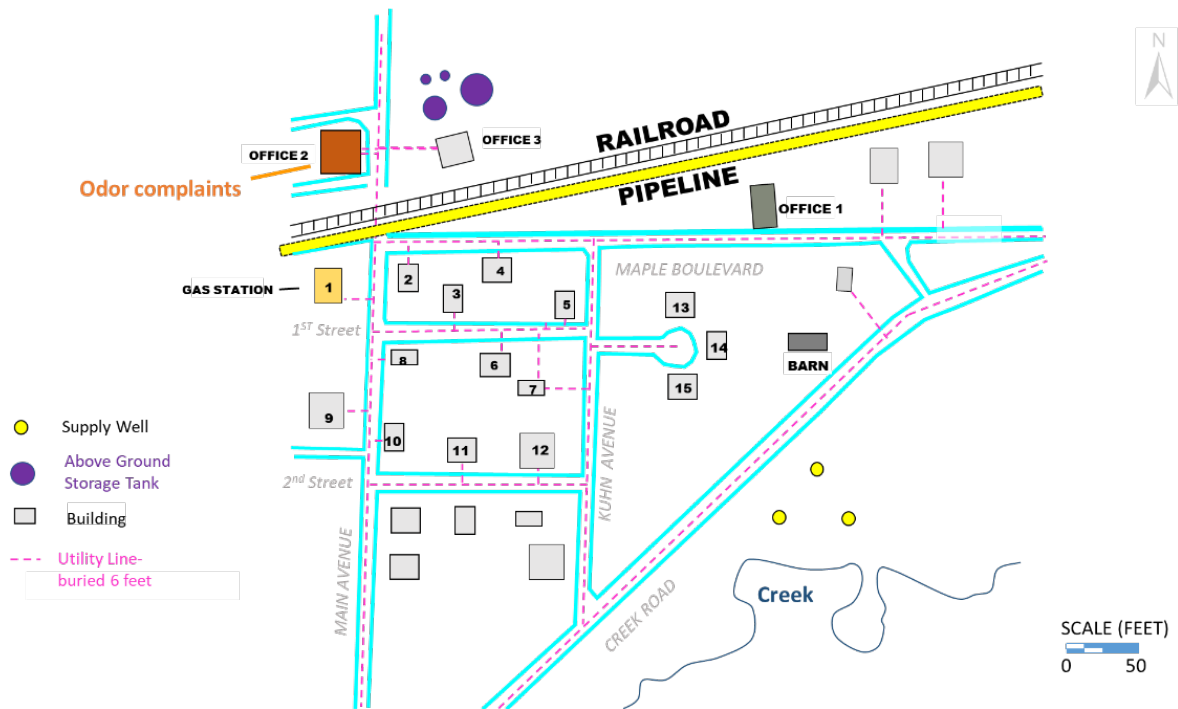 N
RAILROAD
OFFICE 3
OFFICE 2
Odor complaints
PIPELINE
OFFICE 1
MAPLE BOULEVARD
GAS STATION
1
2
3
4
5
13
1ST Street
6
7
8
14
BARN
15
9
10
11
12
KUHN AVENUE
2nd Street
MAIN AVENUE
CREEK ROAD
Creek
Supply Well
Above Ground
Storage Tank
Building
Utility Line-
buried 6 feet
SCALE (FEET)
0 50